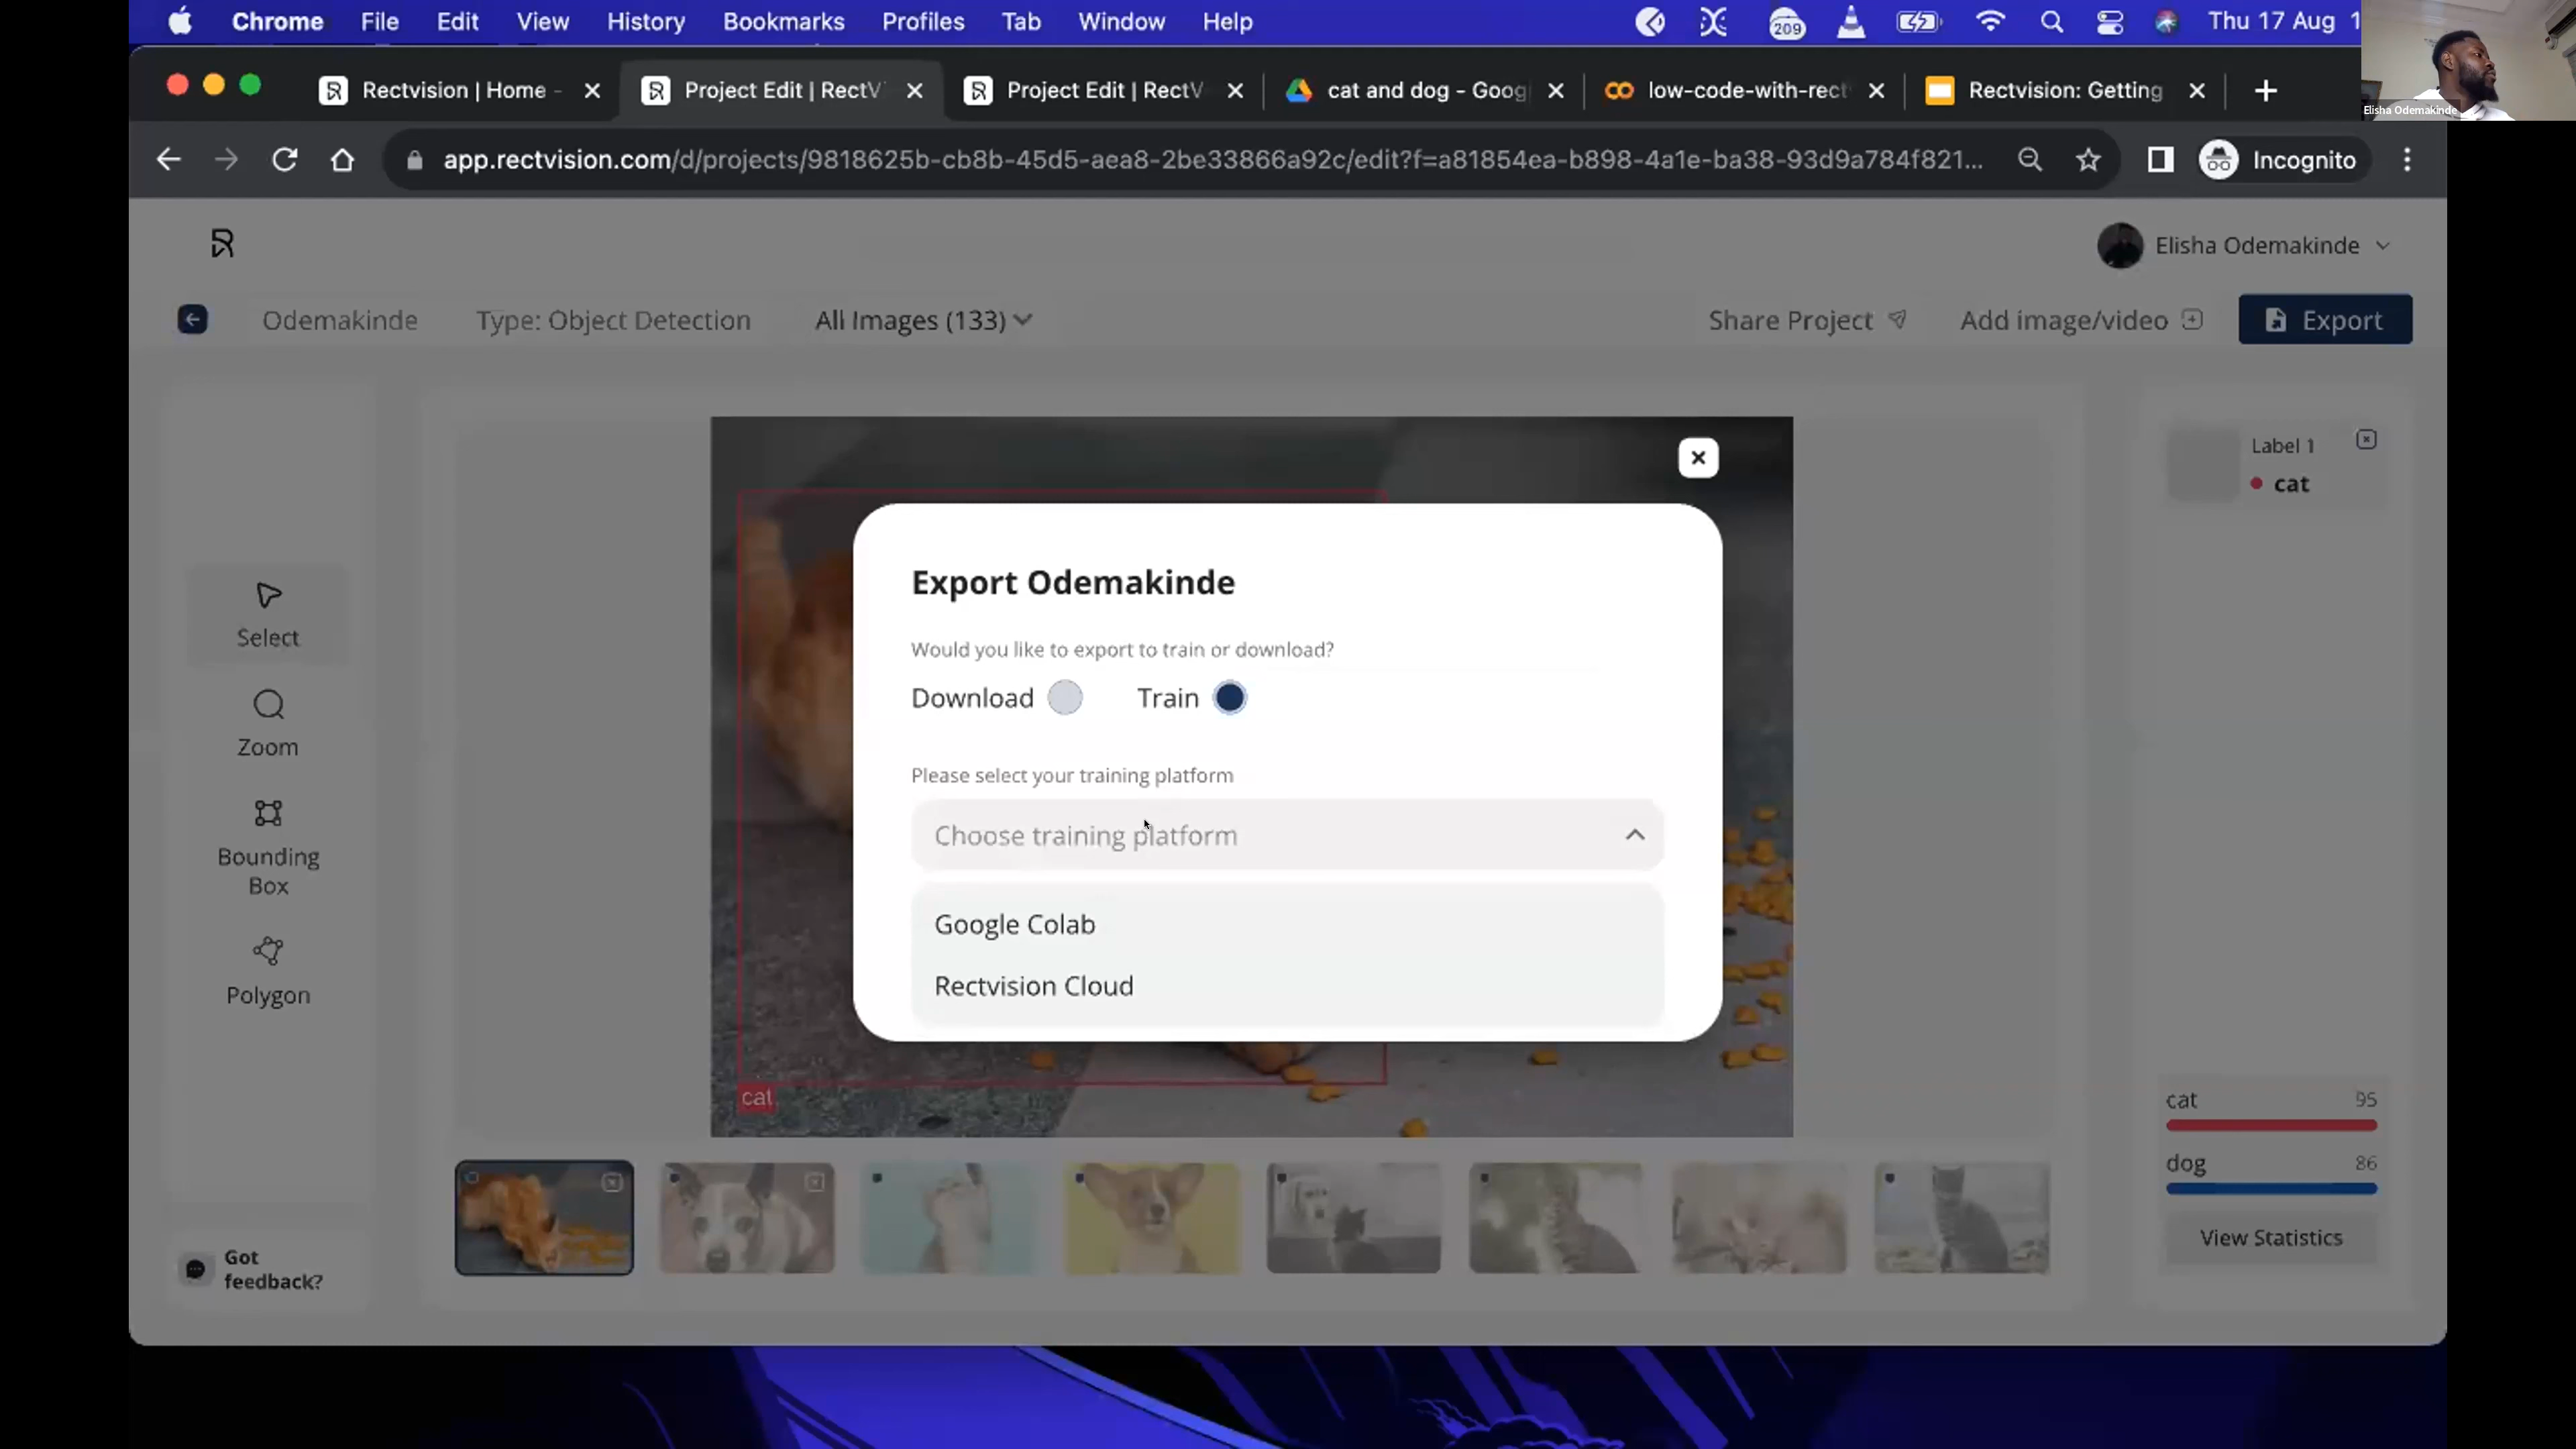 Chrome File Edit View History Bookmarks Profiles Tab Window Help
209
Thu 17 Aug 1
Elisha Odemakinde
Rectvision | Home -
Project Edit | RectV
Project Edit | RectV
cat and dog - Goog
low-code-with-rect
Rectvision: Getting
app.rectvision.com/d/projects/9818625b-cb8b-45d5-aea8-2be33866a92c/edit?f=a81854ea-b898-4a1e-ba38-93d9a784f821...
Incognito
Elisha Odemakinde
Odemakinde
Type: Object Detection
All Images (133)
Share Project
Add image/video
Export
Select
Zoom
Bounding
Box
Polygon
Got
feedback?
Export Odemakinde
Would you like to export to train or download?
Download
Train
Please select your training platform
Choose training platform
Google Colab
Rectvision Cloud
cat
Label 1
cat
cat 95
dog 86
View Statistics